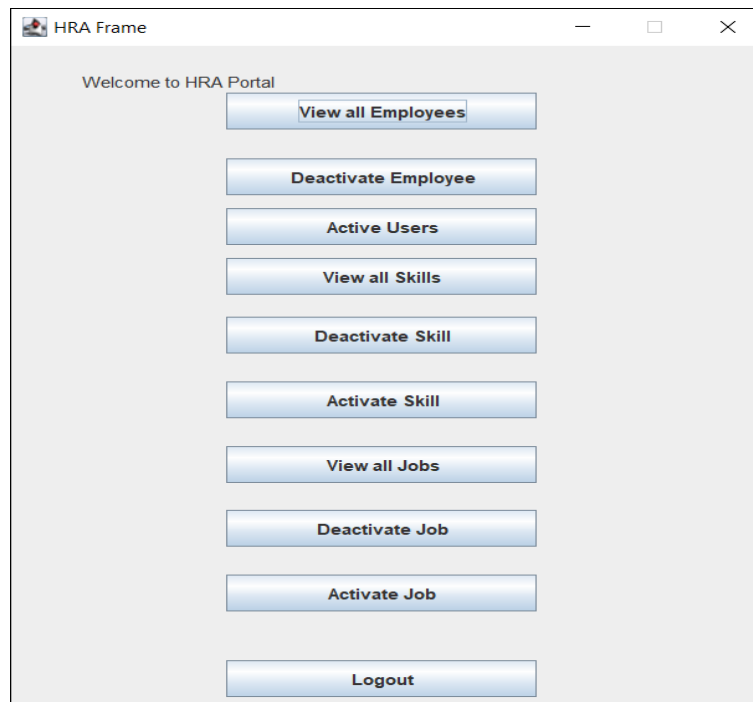 HRA Frame
Welcome to HRA Portal
View all Employees
Deactivate Employee
Active Users
View all Skills
Deactivate Skill
Activate Skill
View all Jobs
Deactivate Job
Activate Job
Logout